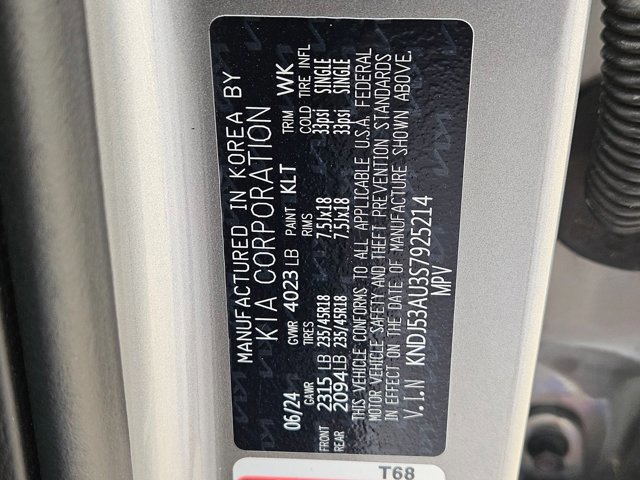 MANUFACTURED IN KOREA BY
KIA CORPORATION
06/24 GVWR 4023 LB PAINT KLT TRIM WK
GAWR TIRES RIMS COLD TIRE INFL
FRONT 2315 LB 235/45R18 7,5Jx18 33psi SINGLE
REAR 2094LB 235/45R18 7,5Jx18 33psi SINGLE
THIS VEHICLE CONFORMS TO ALL APPLICABLE U.S.A. FEDERAL
MOTOR VEHICLE SAFETY AND THEFT PREVENTION STANDARDS
IN EFFECT ON THE DATE OF MANUFACTURE SHOWN ABOVE.
V.I.N KNDJ53AU3S7925214
MPV
T68